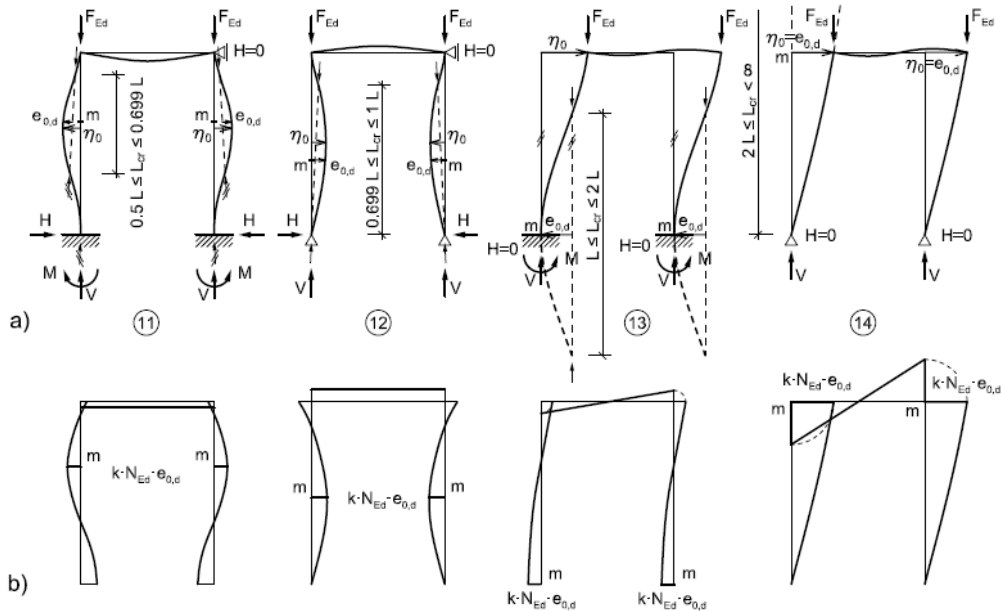 a)
F_Ed
F_Ed
H=0
e_0,d
m
η_0
0.5 L ≤ L_cr ≤ 0.699 L
m
e_0,d
η_0
H
H
M
V
M
V
11
F_Ed
F_Ed
H=0
η_0
m
e_0,d
0.699 L ≤ L_cr ≤ 1 L
η_0
e_0,d
m
H
H
V
V
12
F_Ed
F_Ed
η_0
L ≤ L_cr ≤ 2L
m
e_0,d
H=0
M
V
m
e_0,d
H=0
M
V
13
2 L ≤ L_cr < ∞
F_Ed
F_Ed
η_0=e_0,d
m
η_0=e_0,d
H=0
V
H=0
V
14
b)
m
k·N_Ed·e_0,d
m
m
k·N_Ed·e_0,d
m
m
k·N_Ed·e_0,d
m
k·N_Ed·e_0,d
k·N_Ed·e_0,d
m
k·N_Ed·e_0,d
m